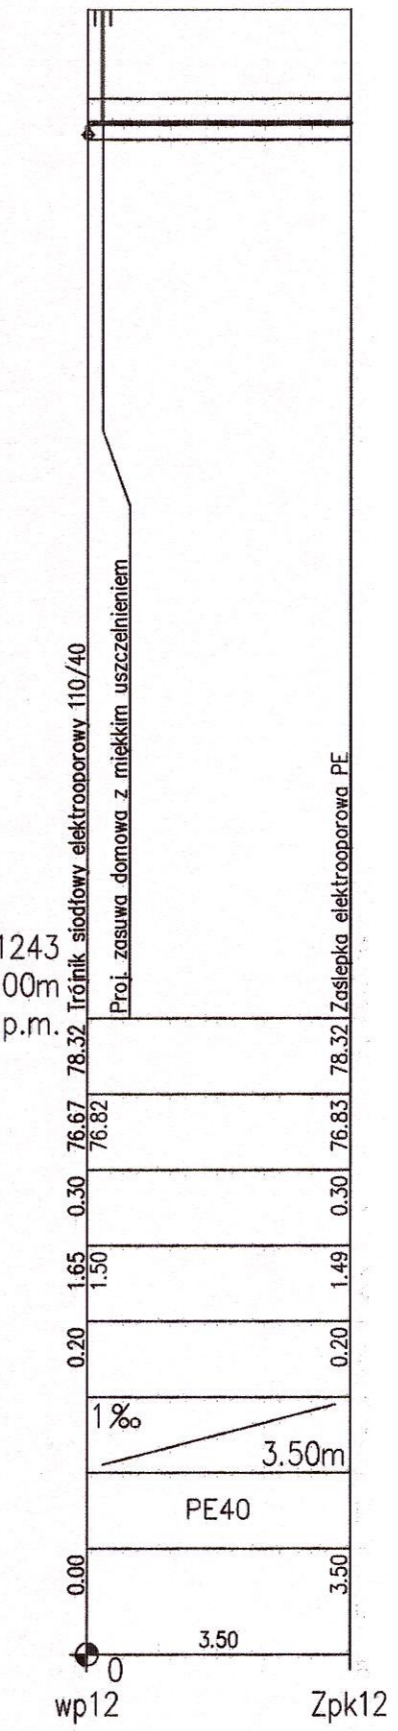 Trójnik siodłowy elektrooporowy 110/40
Proj. zasuwa domowa z miękkim uszczelnieniem
Zaślepka elektrooporowa PE
1243
00m
p.m.
78.32
78.32
76.67
76.82
76.83
0.30
0.30
1.65
1.50
1.49
0.20
0.20
1‰
3.50m
PE40
0.00
3.50
3.50
0
wp12
Zpk12